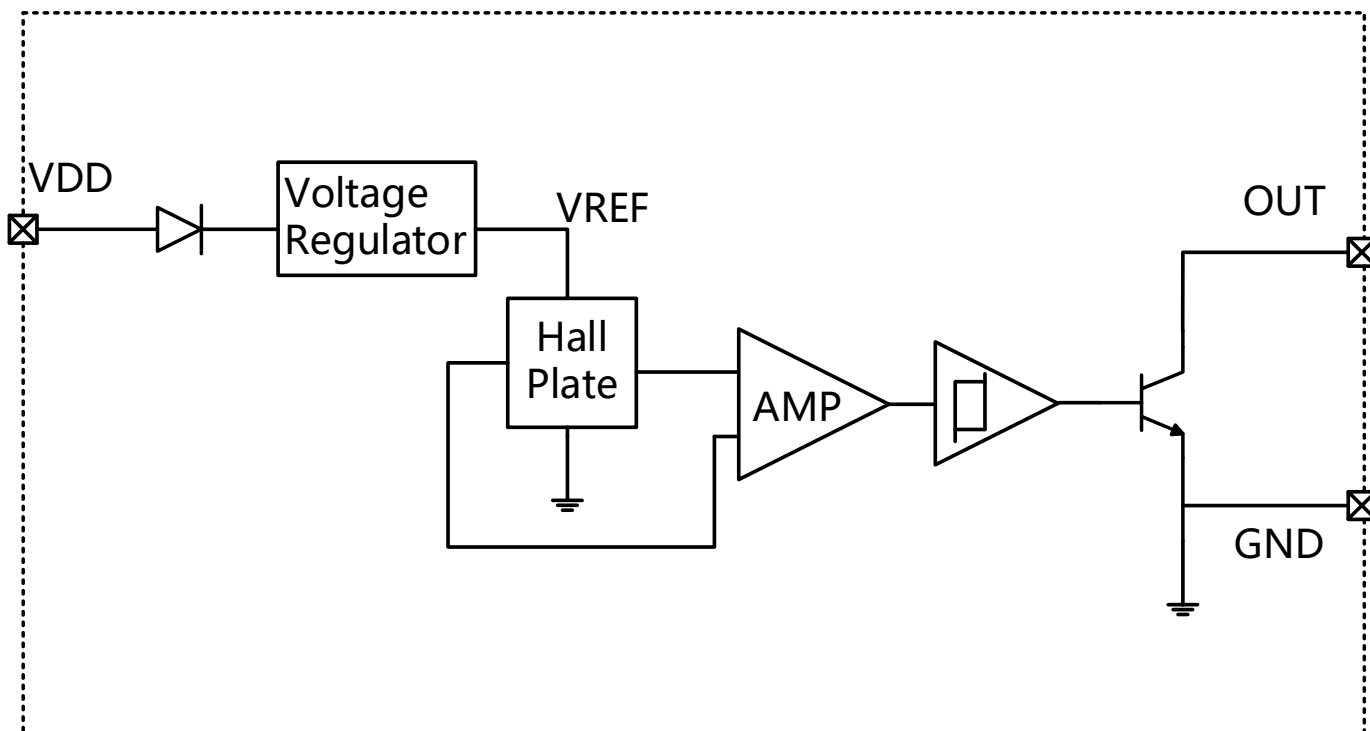 VDD
Voltage
Regulator
VREF
OUT
Hall
Plate
AMP
GND